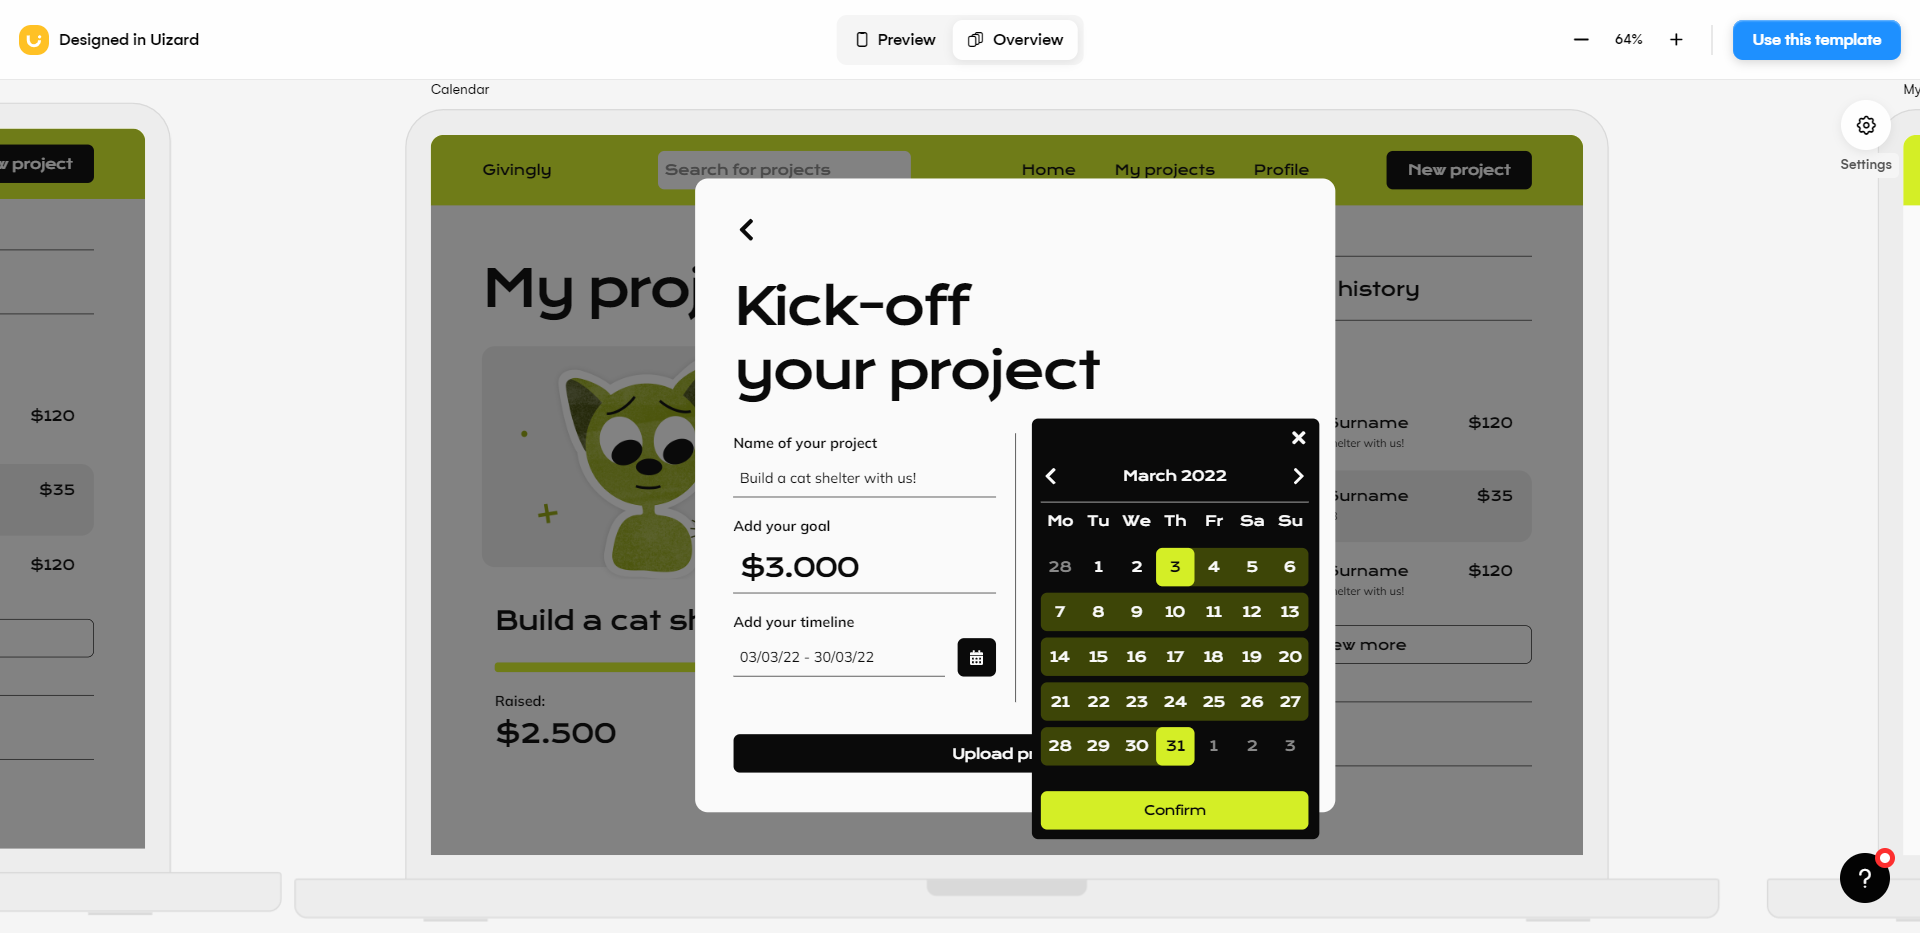 Designed in Uizard
Preview
Overview
64%
Use this template
Calendar
My
Settings
new project
$120
$35
$120
Givingly
Search for projects
Home
My projects
Profile
New project
My proj
history
Kick-off
your project
Name of your project
Build a cat shelter with us!
Add your goal
$3.000
Add your timeline
03/03/22 - 30/03/22
Upload pr
March 2022
Mo Tu We Th Fr Sa Su
28 1 2 3 4 5 6
7 8 9 10 11 12 13
14 15 16 17 18 19 20
21 22 23 24 25 26 27
28 29 30 31 1 2 3
Confirm
Build a cat sh
Raised:
$2.500
Surname $120
helter with us!
Surname $35
Surname $120
helter with us!
ew more
?